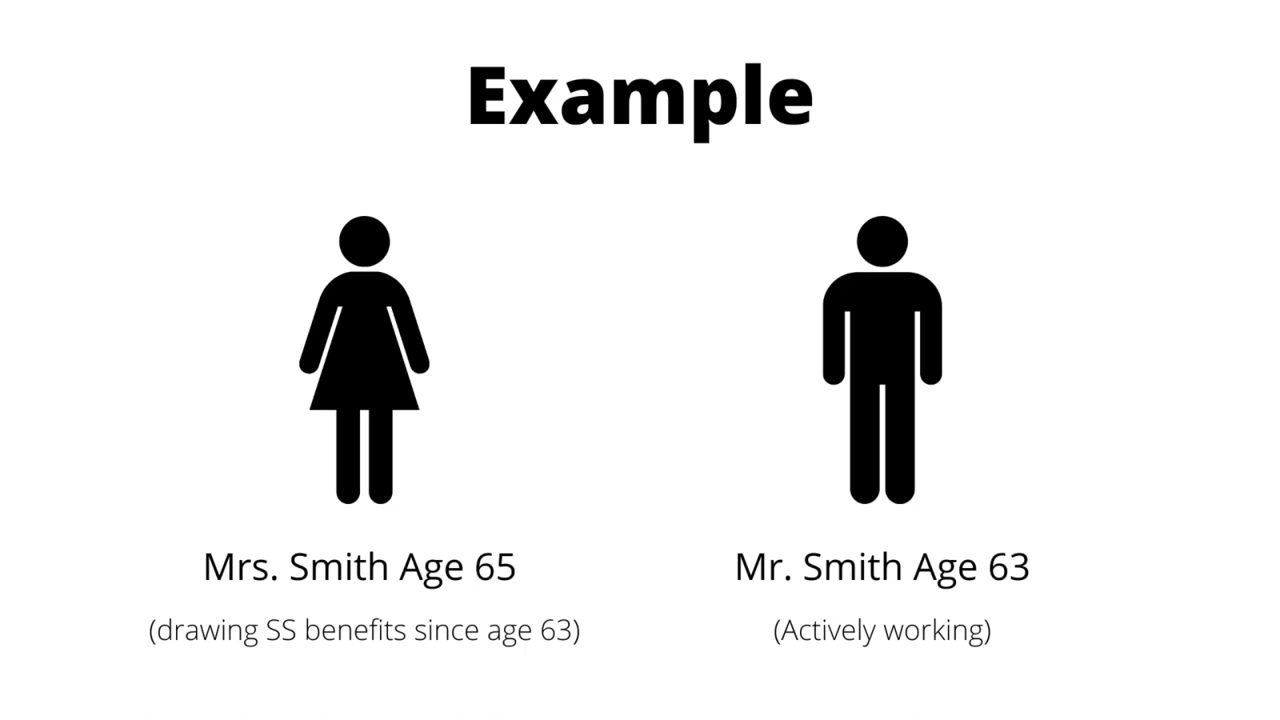 Example
Mrs. Smith Age 65
Mr. Smith Age 63
(drawing SS benefits since age 63)
(Actively working)